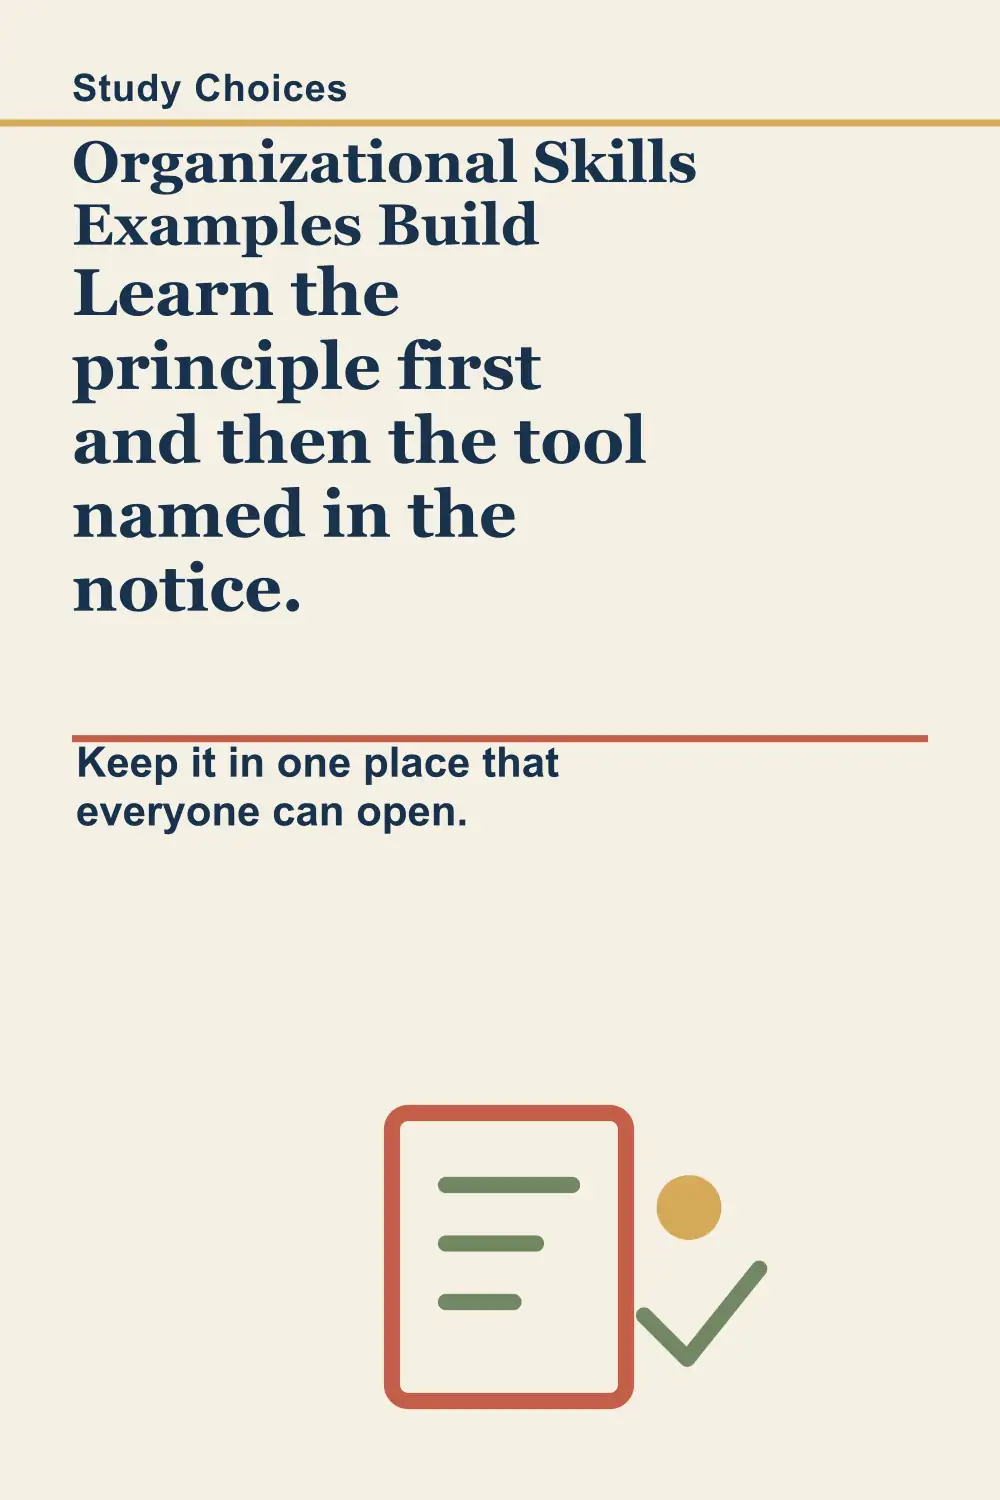 Study Choices
Organizational Skills
Examples Build
Learn the
principle first
and then the tool
named in the
notice.
Keep it in one place that
everyone can open.